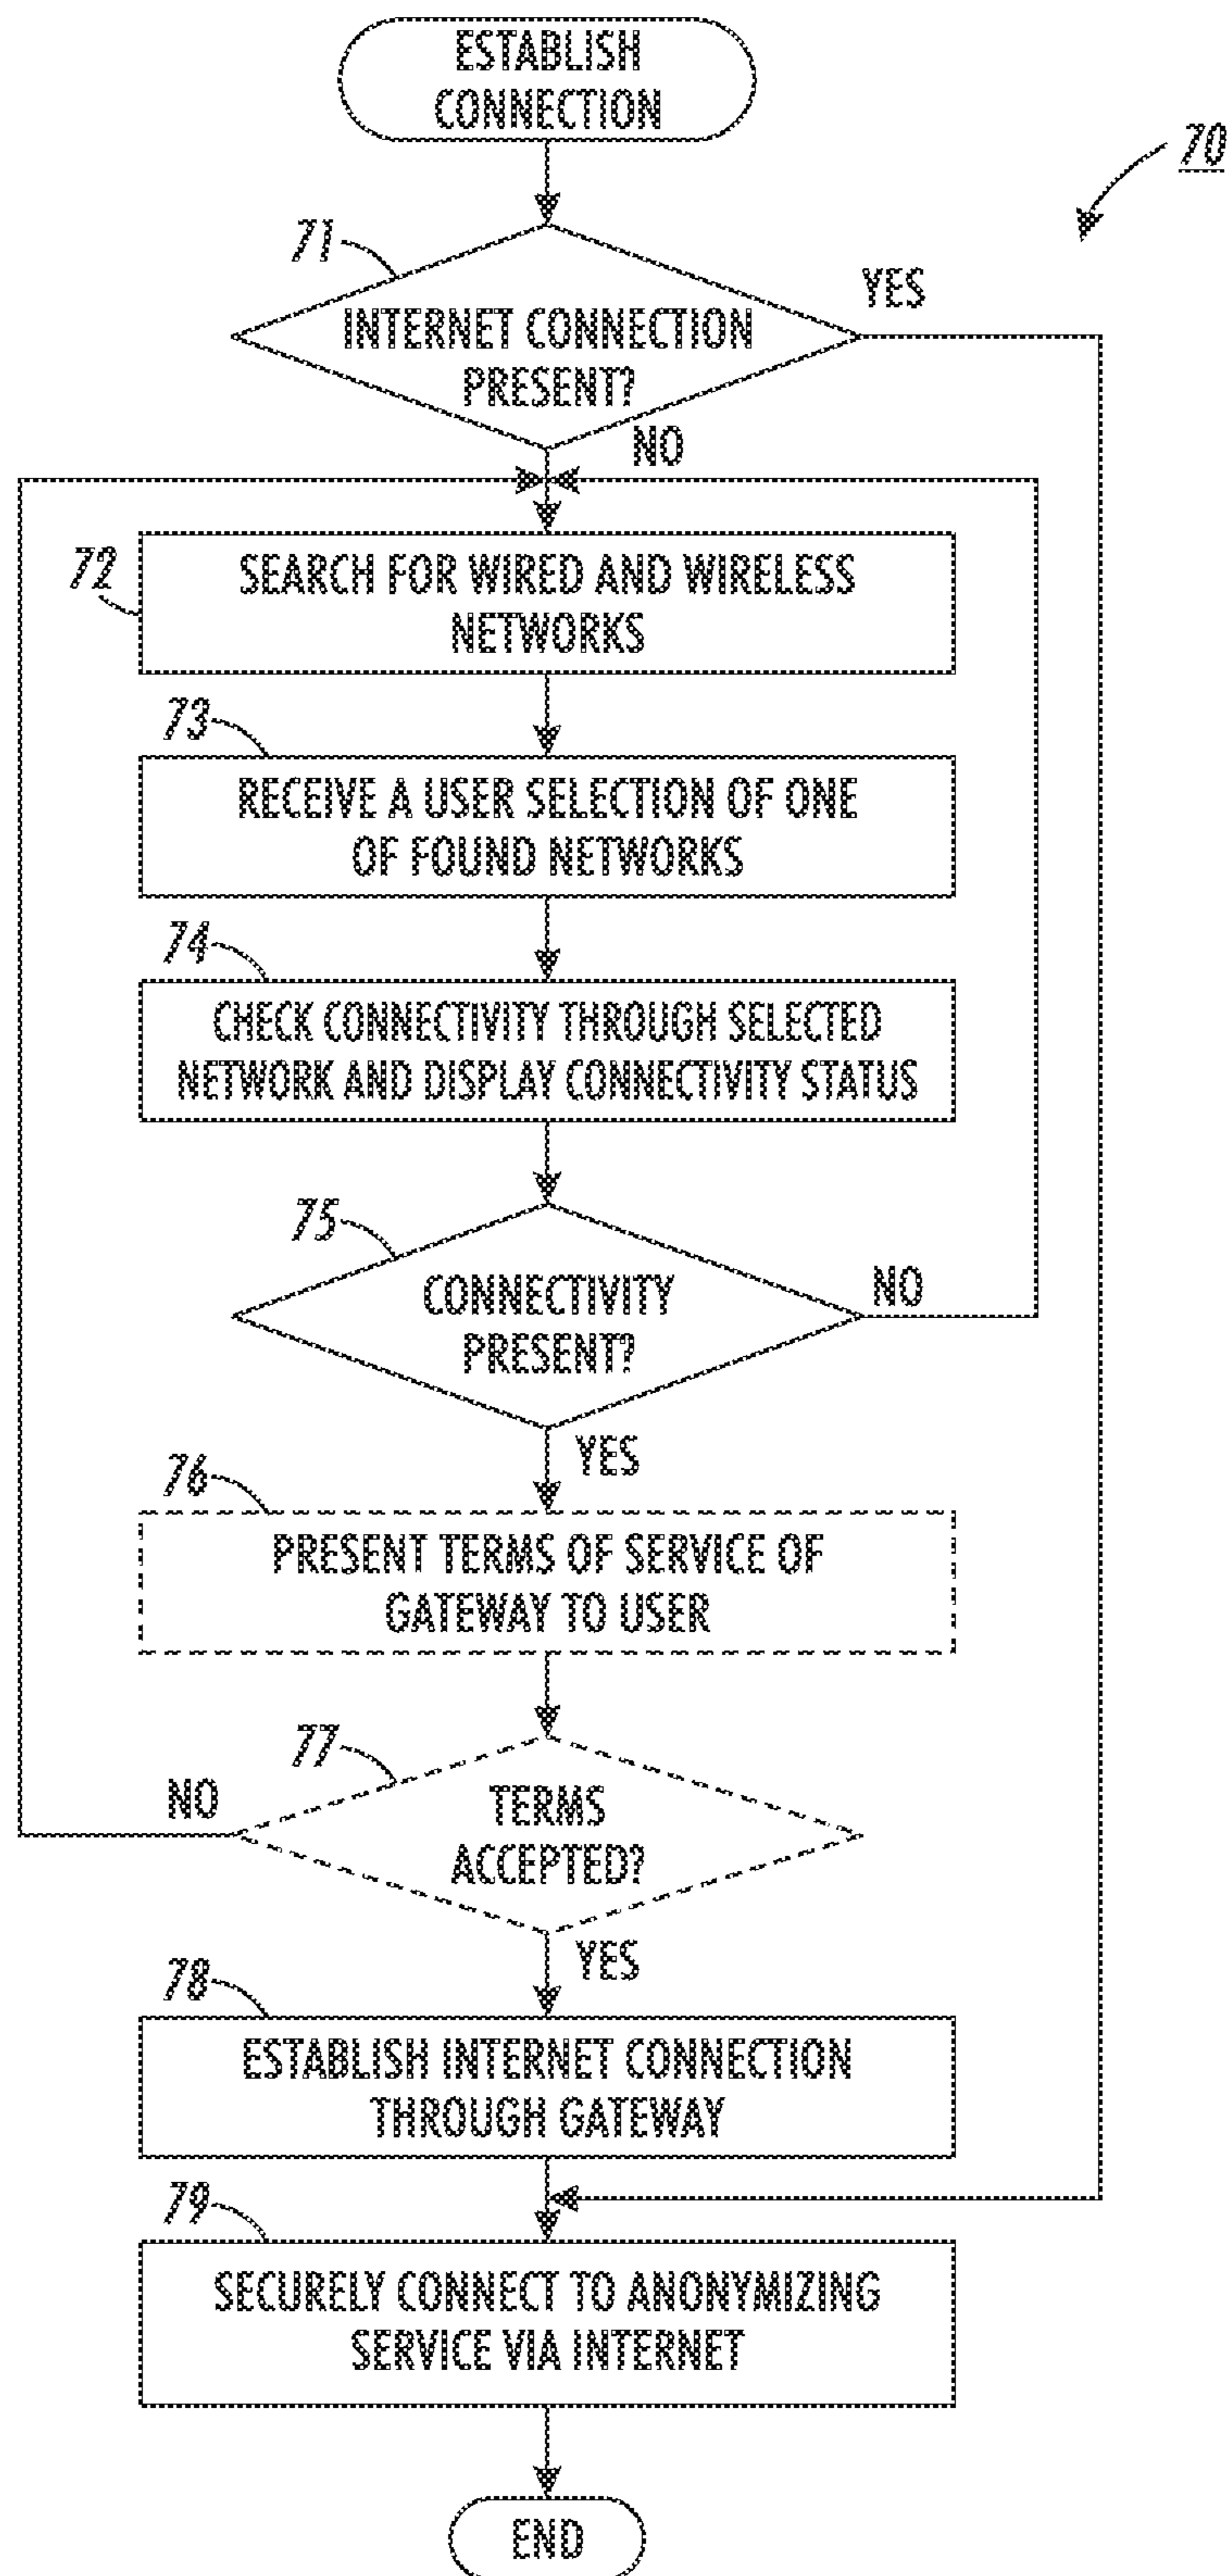 ESTABLISH
CONNECTION
70
71
YES
INTERNET CONNECTION
PRESENT?
NO
72
SEARCH FOR WIRED AND WIRELESS
NETWORKS
73
RECEIVE A USER SELECTION OF ONE
OF FOUND NETWORKS
74
CHECK CONNECTIVITY THROUGH SELECTED
NETWORK AND DISPLAY CONNECTIVITY STATUS
75
CONNECTIVITY
PRESENT?
NO
YES
76
PRESENT TERMS OF SERVICE OF
GATEWAY TO USER
77
NO
TERMS
ACCEPTED?
YES
78
ESTABLISH INTERNET CONNECTION
THROUGH GATEWAY
79
SECURELY CONNECT TO ANONYMIZING
SERVICE VIA INTERNET
END